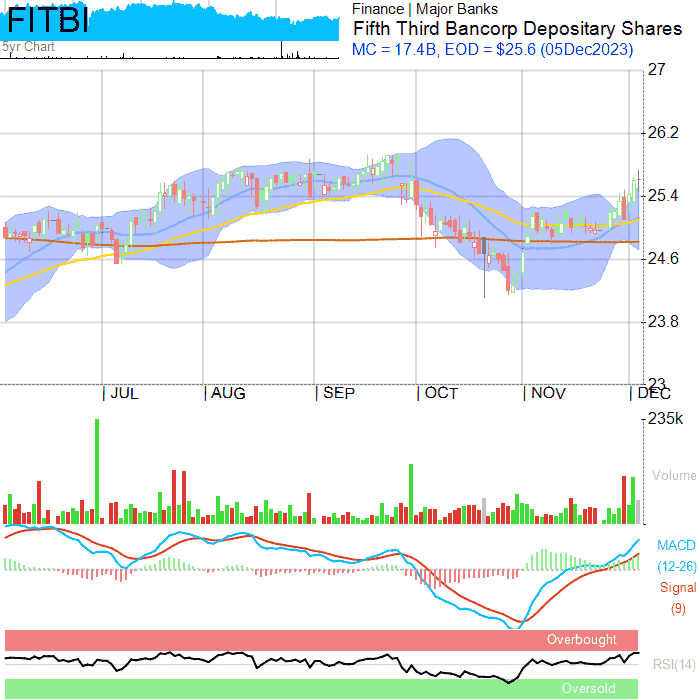 FITBI
5yr Chart
Finance | Major Banks
Fifth Third Bancorp Depositary Shares
MC = 17.4B, EOD = $25.6 (05Dec2023)
27
26.2
25.4
24.6
23.8
23
JUL AUG SEP OCT NOV DEC
235k
Volume
MACD
(12-26)
Signal
(9)
Overbought
RSI(14)
Oversold